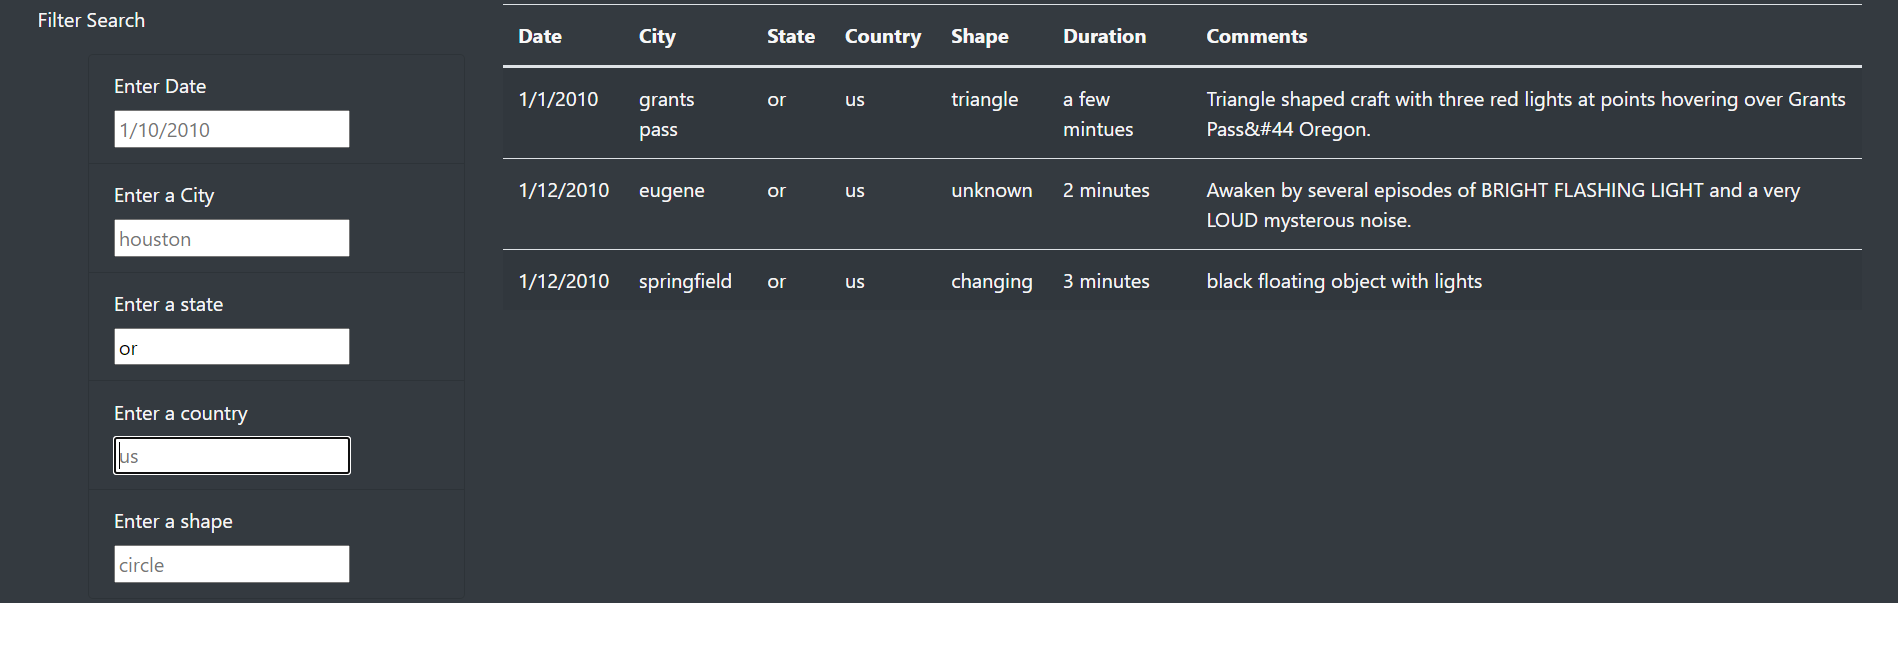 Filter Search
Enter Date
1/10/2010
Enter a City
houston
Enter a state
or
Enter a country
us
Enter a shape
circle
Date City State Country Shape Duration Comments
1/1/2010 grants or us triangle a few Triangle shaped craft with three red lights at points hovering over Grants
pass mintues Pass&#44 Oregon.
1/12/2010 eugene or us unknown 2 minutes Awaken by several episodes of BRIGHT FLASHING LIGHT and a very
LOUD mysterous noise.
1/12/2010 springfield or us changing 3 minutes black floating object with lights